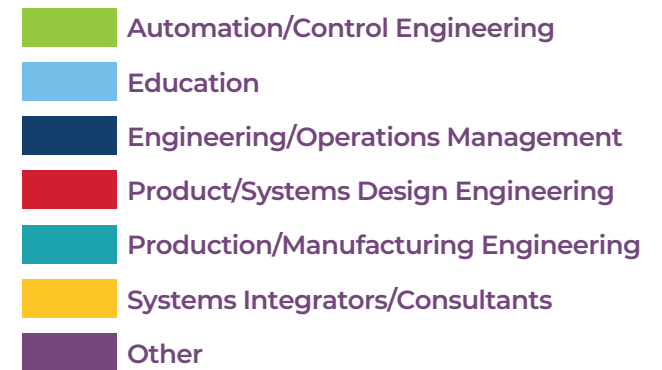 Automation/Control Engineering
Education
Engineering/Operations Management
Product/Systems Design Engineering
Production/Manufacturing Engineering
Systems Integrators/Consultants
Other